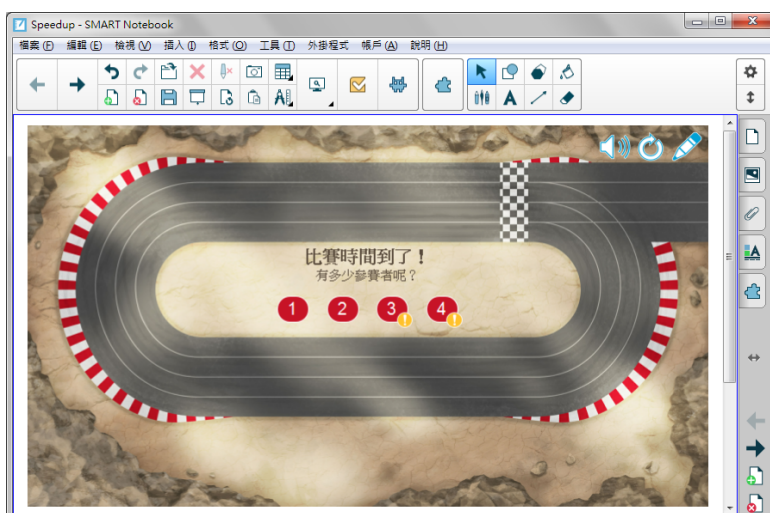 Speedup - SMART Notebook
檔案(F) 編輯(E) 檢視(V) 插入(I) 格式(O) 工具(T) 外掛程式 帳戶(A) 說明(H)
比賽時間到了！
有多少參賽者呢？
1 2 3 4